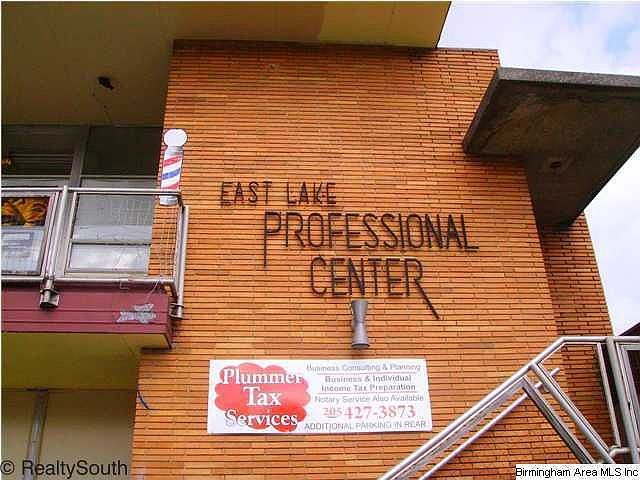 EAST LAKE
PROFESSIONAL
CENTER
Plummer
Tax
Services
Business Consulting & Planning
Business & Individual
Income Tax Preparation
Notary Service Also Available
205 427-3873
ADDITIONAL PARKING IN REAR
© RealtySouth
Birmingham Area MLS Inc